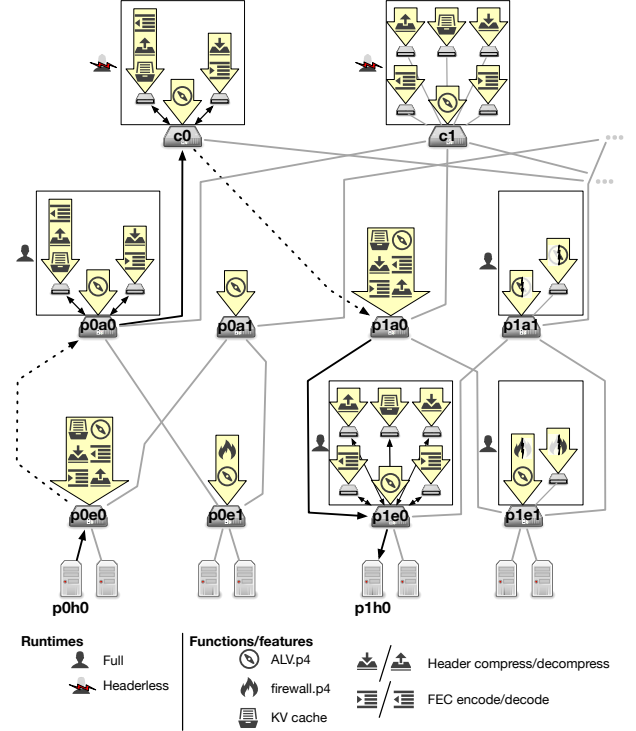 c0
c1
p0a0
p0a1
p1a0
p1a1
p0e0
p0e1
p1e0
p1e1
p0h0
p1h0
Runtimes
Full
Headerless
Functions/features
ALV.p4
firewall.p4
KV cache
Header compress/decompress
FEC encode/decode